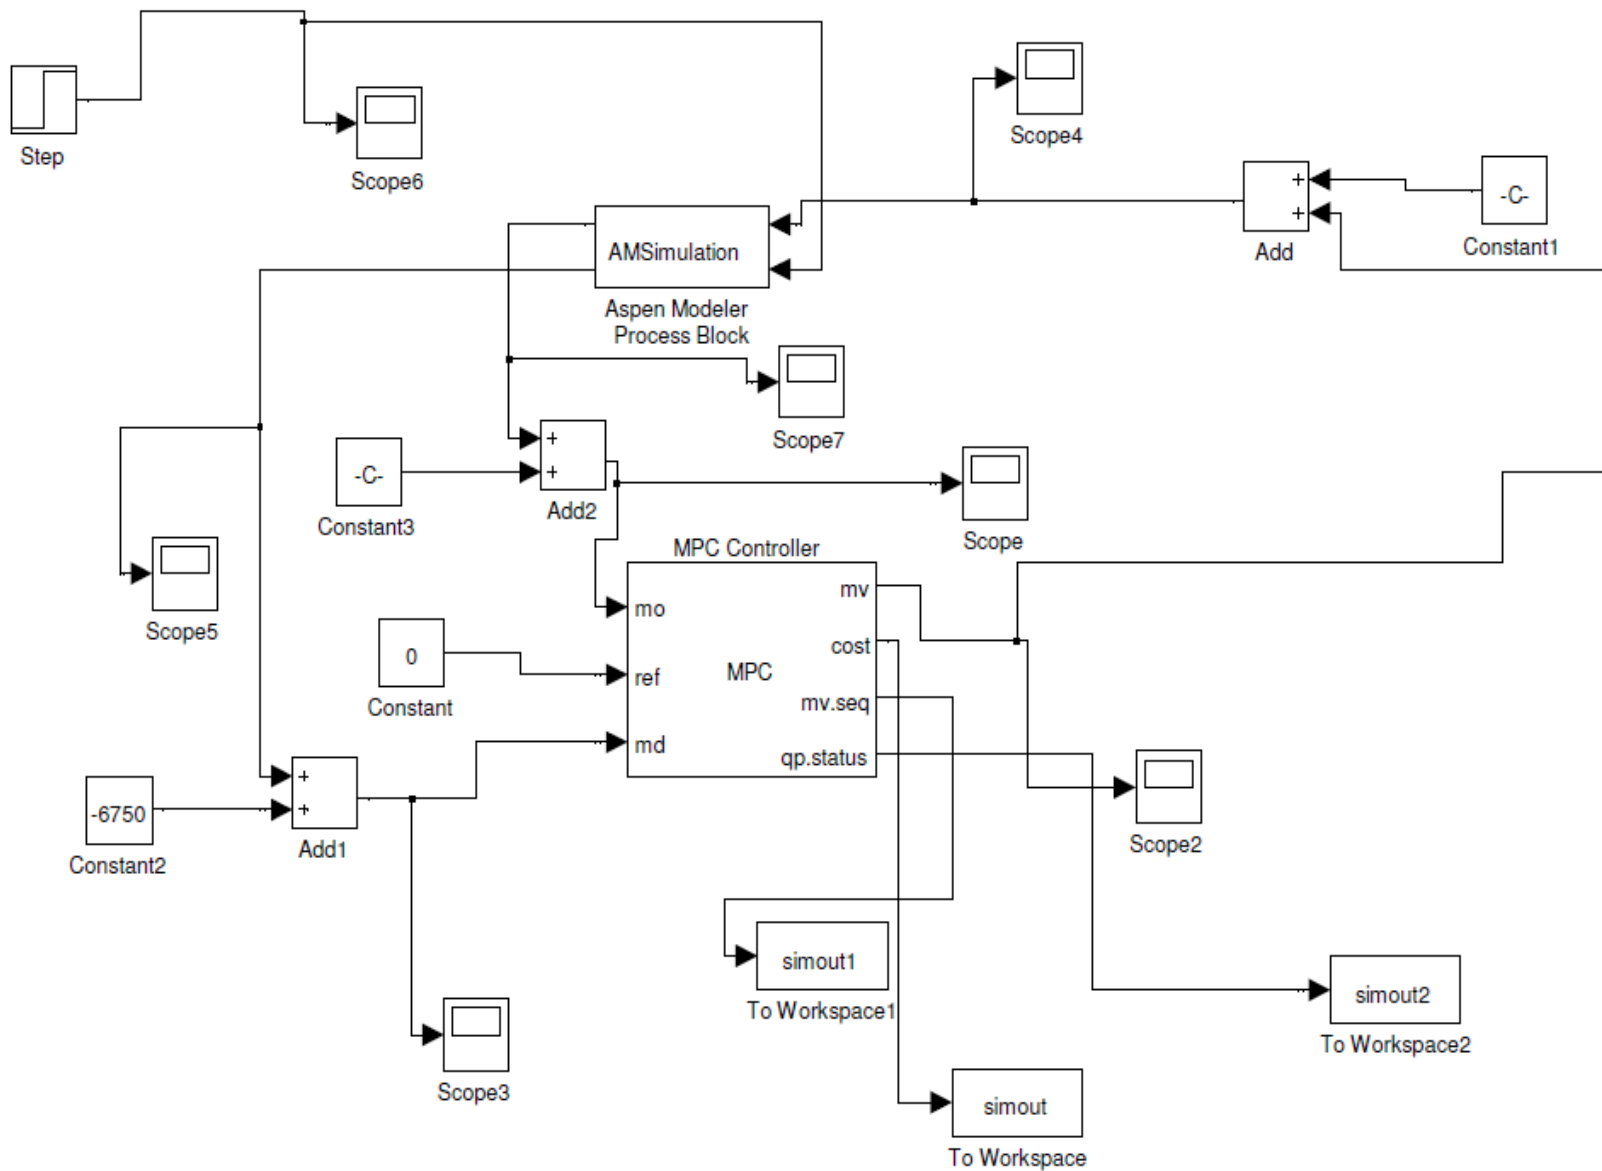 Scope4
Step
Scope6
+
-C-
+
Add
Constant1
AMSimulation
Aspen Modeler
Process Block
Scope7
+
-C-
+
Constant3
Add2
Scope
MPC Controller
mv
mo
Scope5
0
cost
MPC
ref
Constant
mv.seq
md
qp.status
+
-6750
+
Add1
Constant2
Scope2
simout1
To Workspace1
simout2
To Workspace2
Scope3
simout
To Workspace